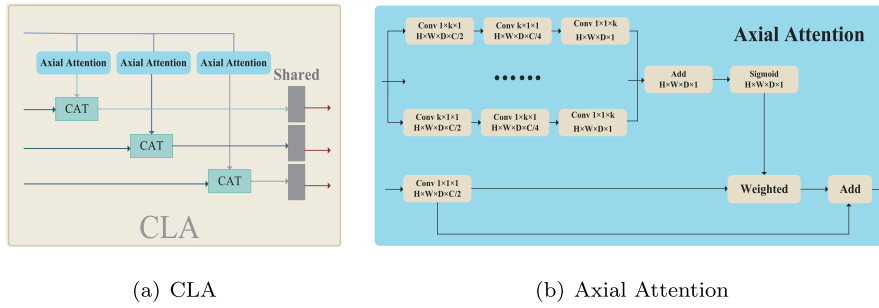 Axial Attention Axial Attention Axial Attention
Shared
CAT
CAT
CAT
CLA
(a) CLA
Axial Attention
Conv 1×k×1
H×W×D×C/2
Conv k×1×1
H×W×D×C/4
Conv 1×1×k
H×W×D×1
......
Conv k×1×1
H×W×D×C/2
Conv 1×k×1
H×W×D×C/4
Conv 1×1×k
H×W×D×1
Add
H×W×D×1
Sigmoid
H×W×D×1
Conv 1×1×1
H×W×D×C/2
Weighted
Add
(b) Axial Attention